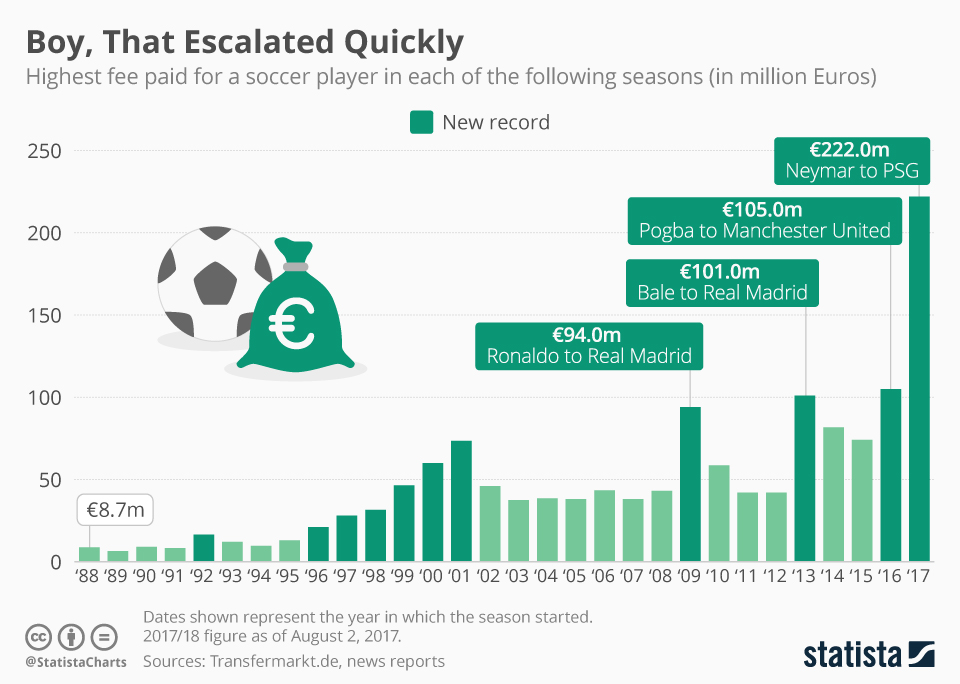 Boy, That Escalated Quickly
Highest fee paid for a soccer player in each of the following seasons (in million Euros)
New record
250
200
150
100
50
0
€222.0m
Neymar to PSG
€105.0m
Pogba to Manchester United
€101.0m
Bale to Real Madrid
€94.0m
Ronaldo to Real Madrid
€
€8.7m
‘88 ‘89 ‘90 ‘91 ‘92 ‘93 ‘94 ‘95 ‘96 ‘97 ‘98 ‘99 ‘00 ‘01 ‘02 ‘03 ‘04 ‘05 ‘06 ‘07 ‘08 ‘09 ‘10 ‘11 ‘12 ‘13 ‘14 ‘15 ‘16 ‘17
Dates shown represent the year in which the season started.
2017/18 figure as of August 2, 2017.
Sources: Transfermarkt.de, news reports
cc
@StatistaCharts
statista